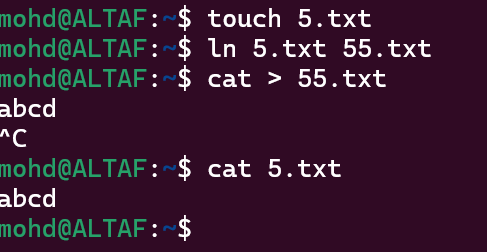 mohd@ALTAF:~$ touch 5.txt
mohd@ALTAF:~$ ln 5.txt 55.txt
mohd@ALTAF:~$ cat > 55.txt
abcd
^C
mohd@ALTAF:~$ cat 5.txt
abcd
mohd@ALTAF:~$